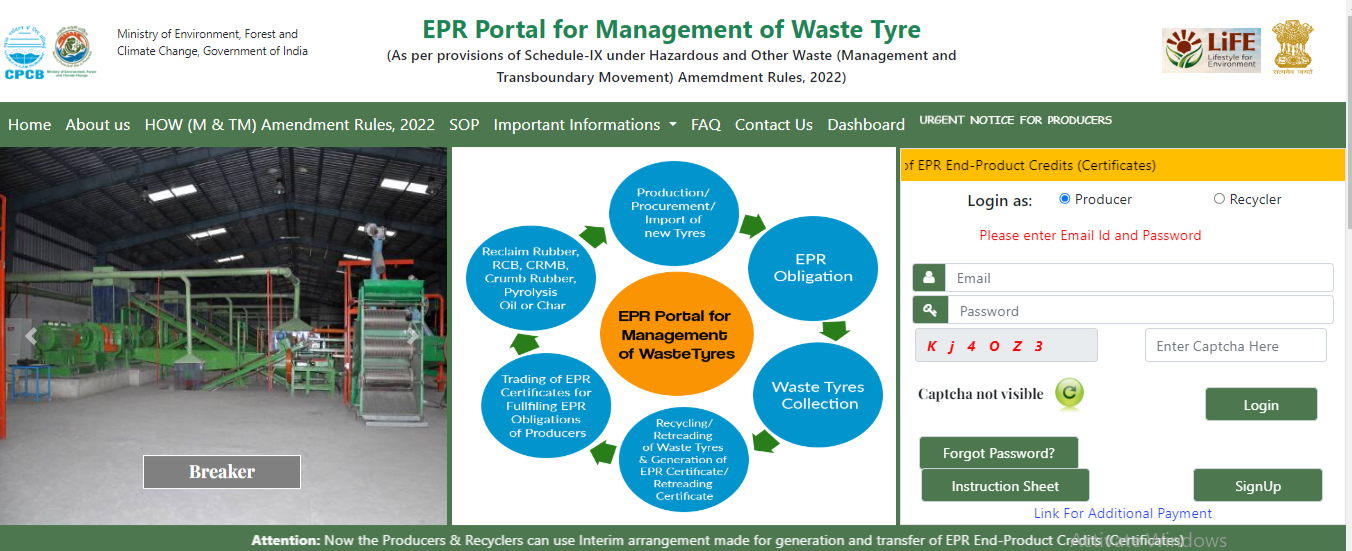 CPCB
Ministry of Environment, Forest and
Climate Change, Government of India
EPR Portal for Management of Waste Tyre
(As per provisions of Schedule-IX under Hazardous and Other Waste (Management and
Transboundary Movement) Amemdment Rules, 2022)
LiFE
Lifestyle for
Environment
सत्यमेव जयते
Home About us HOW (M & TM) Amendment Rules, 2022 SOP Important Informations FAQ Contact Us Dashboard URGENT NOTICE FOR PRODUCERS
Breaker
Production/
Procurement/
Import of
new Tyres
EPR
Obligation
Waste Tyres
Collection
Recycling/
Retreading
of Waste Tyres
& Generation of
EPR Certificate/
Retreading
Certificate
Trading of EPR
Certificates for
Fullfiling EPR
Obligations
of Producers
Reclaim Rubber,
RCB, CRMB,
Crumb Rubber,
Pyrolysis
Oil or Char
EPR Portal for
Management
of WasteTyres
of EPR End-Product Credits (Certificates)
Login as: Producer Recycler
Please enter Email Id and Password
Email
Password
K j 4 O Z 3
Enter Captcha Here
Captcha not visible
Login
Forgot Password?
Instruction Sheet
SignUp
Link For Additional Payment
Attention: Now the Producers & Recyclers can use Interim arrangement made for generation and transfer of EPR End-Product Credits (Certificates)
Activate Windows